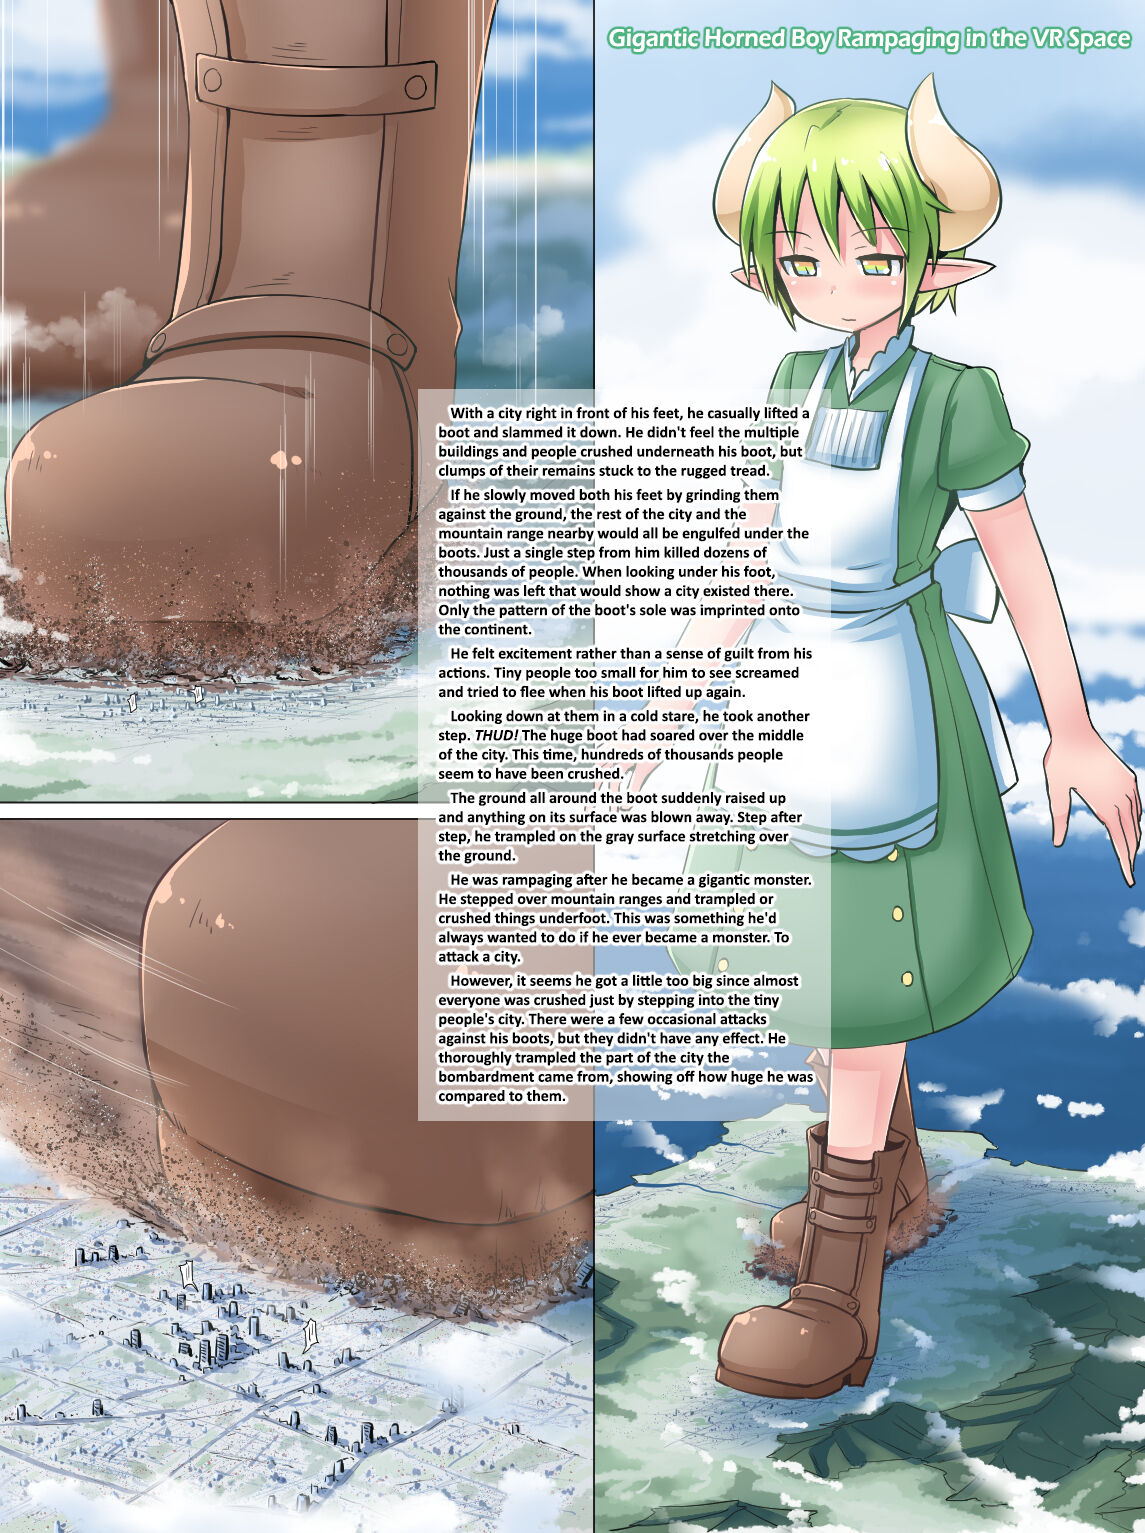 Gigantic Horned Boy Rampaging in the VR Space
With a city right in front of his feet, he casually lifted a
boot and slammed it down. He didn't feel the multiple
buildings and people crushed underneath his boot, but
clumps of their remains stuck to the rugged tread.
If he slowly moved both his feet by grinding them
against the ground, the rest of the city and the
mountain range nearby would all be engulfed under the
boots. Just a single step from him killed dozens of
thousands of people. When looking under his foot,
nothing was left that would show a city existed there.
Only the pattern of the boot's sole was imprinted onto
the continent.
He felt excitement rather than a sense of guilt from his
actions. Tiny people too small for him to see screamed
and tried to flee when his boot lifted up again.
Looking down at them in a cold stare, he took another
step. THUD! The huge boot had soared over the middle
of the city. This time, hundreds of thousands people
seem to have been crushed.
The ground all around the boot suddenly raised up
and anything on its surface was blown away. Step after
step, he trampled on the gray surface stretching over
the ground.
He was rampaging after he became a gigantic monster.
He stepped over mountain ranges and trampled or
crushed things underfoot. This was something he'd
always wanted to do if he ever became a monster. To
attack a city.
However, it seems he got a little too big since almost
everyone was crushed just by stepping into the tiny
people's city. There were a few occasional attacks
against his boots, but they didn't have any effect. He
thoroughly trampled the part of the city the
bombardment came from, showing off how huge he was
compared to them.